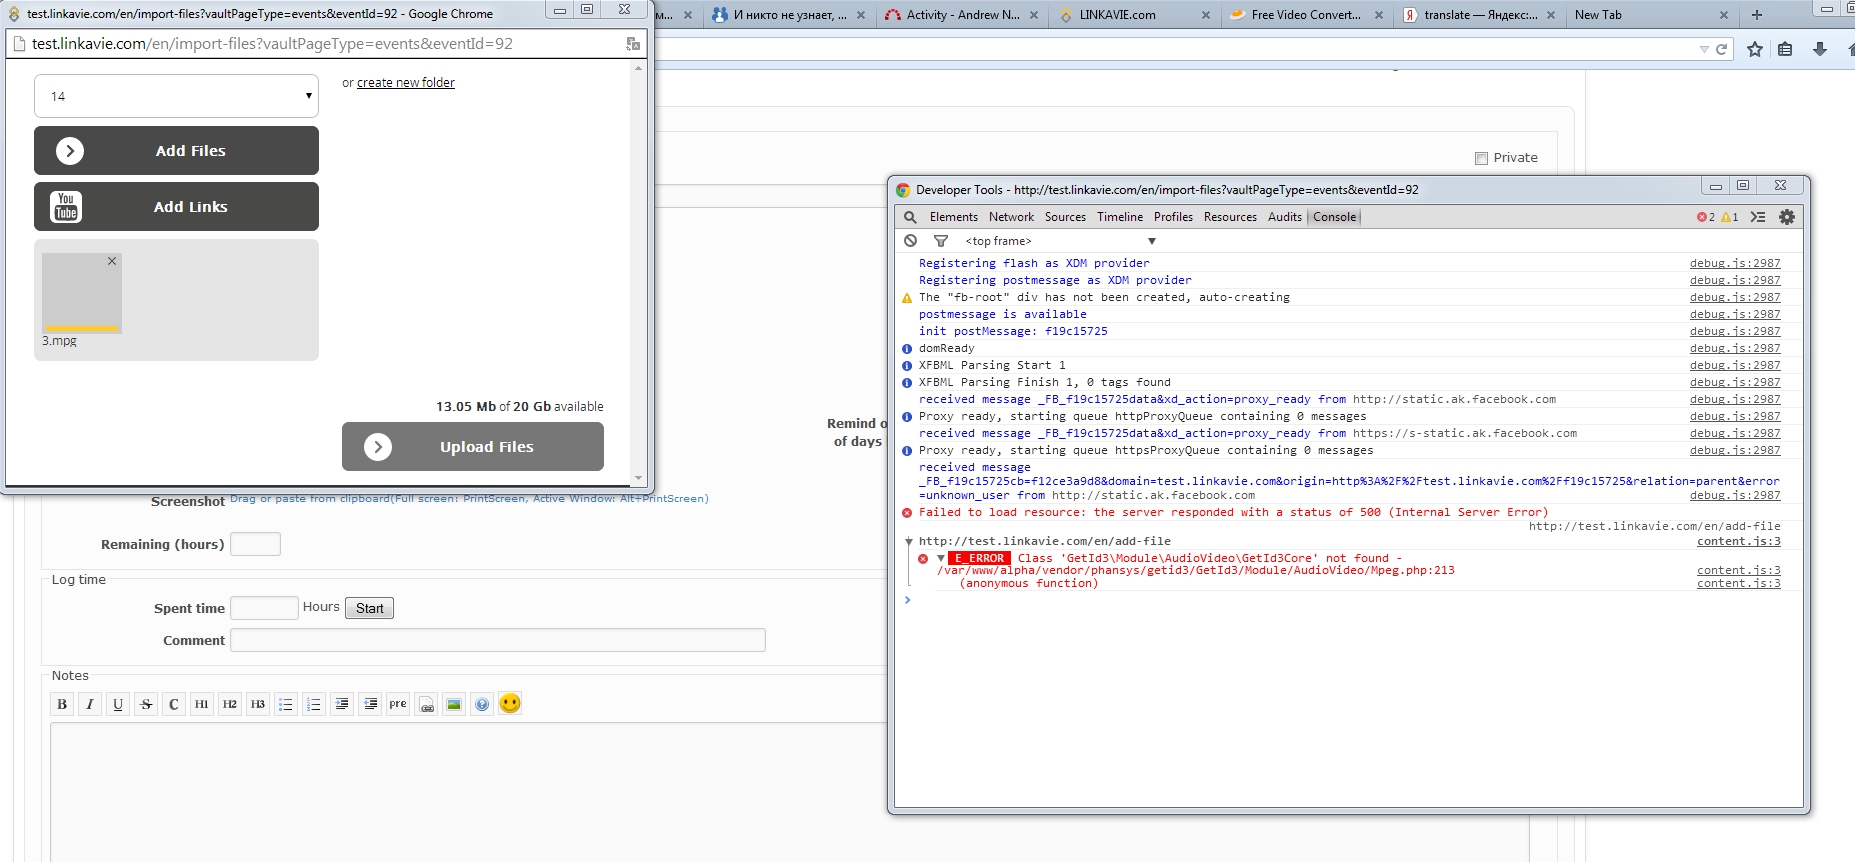 test.linkavie.com/en/import-files?vaultPageType=events&eventId=92 - Google Chrome
И никто не узнает, ...
Activity - Andrew N...
LINKAVIE.com
Free Video Convert...
translate — Яндекс:...
New Tab
test.linkavie.com/en/import-files?vaultPageType=events&eventId=92
14
or create new folder
Add Files
You Tube
Add Links
3.mpg
13.05 Mb of 20 Gb available
Upload Files
Private
Remind o
of days
Screenshot Drag or paste from clipboard(Full screen: PrintScreen, Active Window: Alt+PrintScreen)
Remaining (hours)
Log time
Spent time Hours Start
Comment
Notes
B I U S C H1 H2 H3 pre
Developer Tools - http://test.linkavie.com/en/import-files?vaultPageType=events&eventId=92
Elements Network Sources Timeline Profiles Resources Audits Console 2 1
<top frame>
Registering flash as XDM provider debug.js:2987
Registering postmessage as XDM provider debug.js:2987
The "fb-root" div has not been created, auto-creating debug.js:2987
postmessage is available debug.js:2987
init postMessage: f19c15725 debug.js:2987
domReady debug.js:2987
XFBML Parsing Start 1 debug.js:2987
XFBML Parsing Finish 1, 0 tags found debug.js:2987
received message _FB_f19c15725data&xd_action=proxy_ready from http://static.ak.facebook.com debug.js:2987
Proxy ready, starting queue httpProxyQueue containing 0 messages debug.js:2987
received message _FB_f19c15725data&xd_action=proxy_ready from https://s-static.ak.facebook.com debug.js:2987
Proxy ready, starting queue httpsProxyQueue containing 0 messages debug.js:2987
received message
_FB_f19c15725cb=f12ce3a9d8&domain=test.linkavie.com&origin=http%3A%2F%2Ftest.linkavie.com%2Ff19c15725&relation=parent&error
=unknown_user from http://static.ak.facebook.com debug.js:2987
Failed to load resource: the server responded with a status of 500 (Internal Server Error)
http://test.linkavie.com/en/add-file
http://test.linkavie.com/en/add-file content.js:3
E_ERROR Class 'GetId3\Module\AudioVideo\GetId3Core' not found -
/var/www/alpha/vendor/phansys/getid3/GetId3/Module/AudioVideo/Mpeg.php:213 content.js:3
(anonymous function) content.js:3